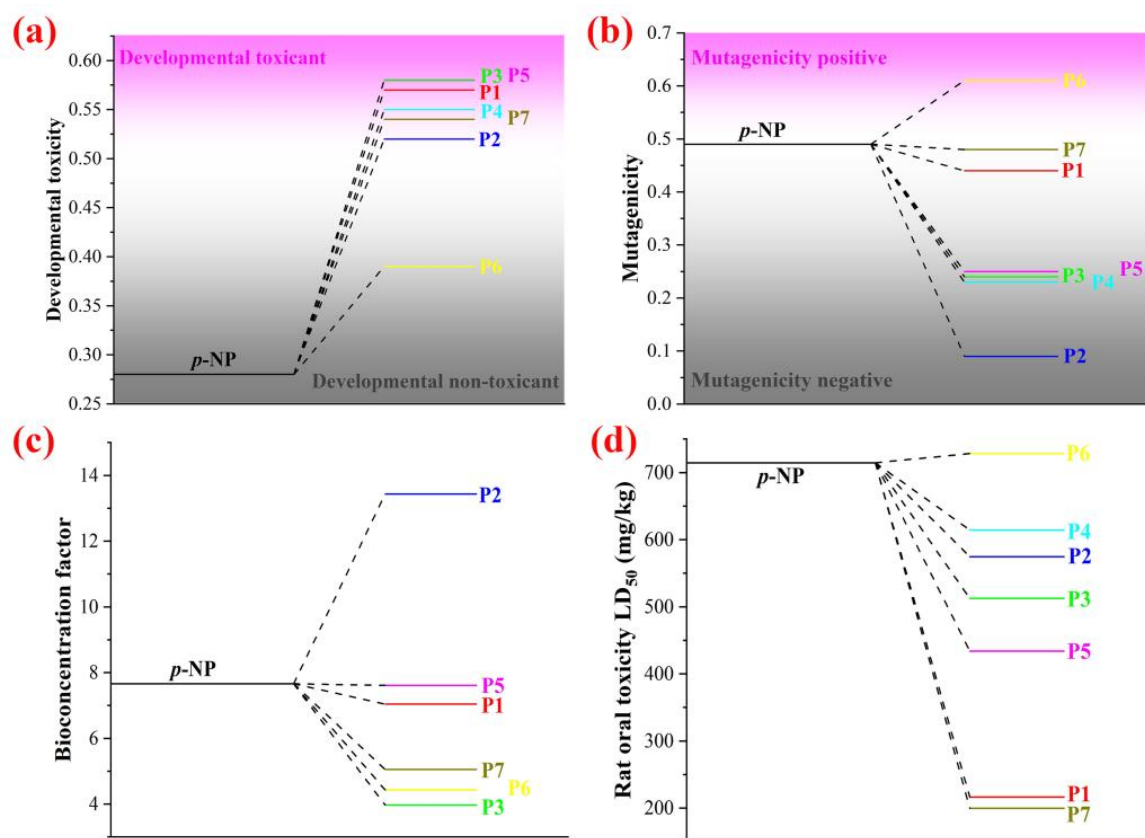 (a)
Developmental toxicity
0.60
0.55
0.50
0.45
0.40
0.35
0.30
0.25
Developmental toxicant
P3 P5
P1
P4
P7
P2
P6
p-NP
Developmental non-toxicant
(b)
Mutagenicity
0.7
0.6
0.5
0.4
0.3
0.2
0.1
0.0
Mutagenicity positive
P6
p-NP
P7
P1
P5
P3
P4
P2
Mutagenicity negative
(c)
Bioconcentration factor
14
12
10
8
6
4
P2
p-NP
P5
P1
P7
P6
P3
(d)
Rat oral toxicity LD50 (mg/kg)
700
600
500
400
300
200
P6
p-NP
P4
P2
P3
P5
P1
P7